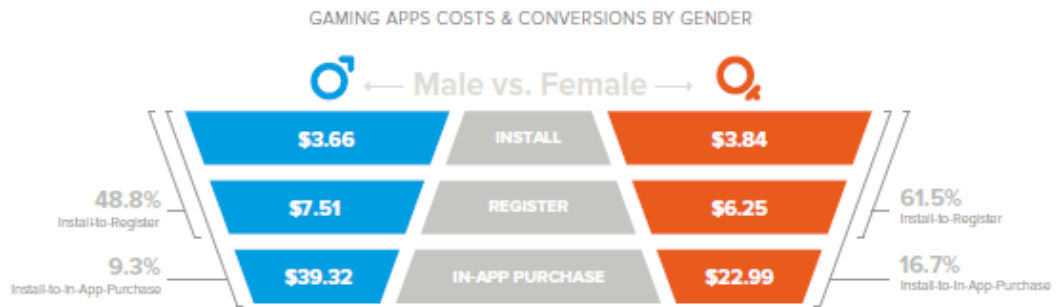 GAMING APPS COSTS & CONVERSIONS BY GENDER
Male vs. Female
$3.66 INSTALL $3.84
48.8%
Install-to-Register
$7.51 REGISTER $6.25
61.5%
Install-to-Register
9.3%
Install-to-In-App-Purchase
$39.32 IN-APP PURCHASE $22.99
16.7%
Install-to-In-App-Purchase